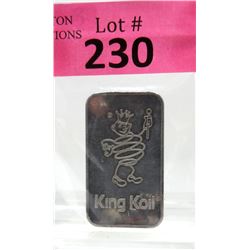 TON
TIONS
Lot #
230
®
King Koil